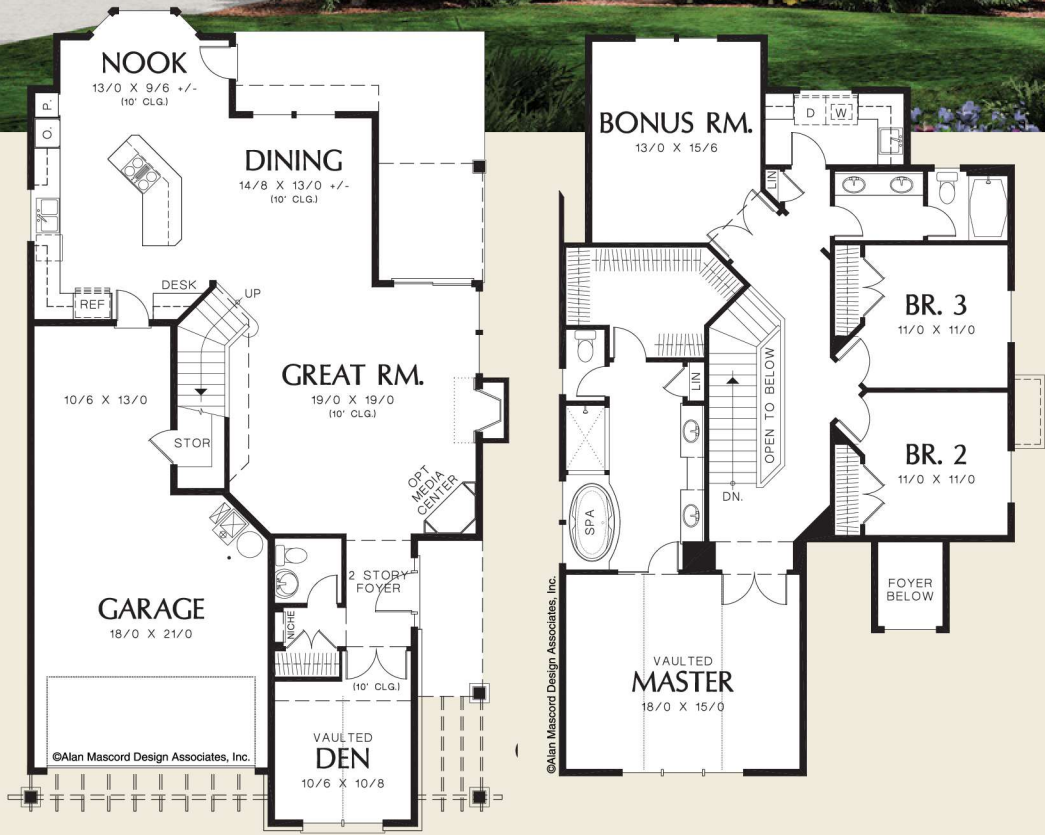 NOOK
13/0 X 9/6 +/-
(10' CLG.)
P.
O.
DINING
14/8 X 13/0 +/-
(10' CLG.)
DESK
UP
REF
GREAT RM.
19/0 X 19/0
(10' CLG.)
10/6 X 13/0
STOR
OPT
MEDIA
CENTER
2 STORY
FOYER
GARAGE
18/0 X 21/0
NICHE
(10' CLG.)
VAULTED
DEN
10/6 X 10/8
©Alan Mascord Design Associates, Inc.
BONUS RM.
13/0 X 15/6
D
W
LIN
BR. 3
11/0 X 11/0
LIN
OPEN TO BELOW
BR. 2
11/0 X 11/0
SPA
DN.
FOYER
BELOW
VAULTED
MASTER
18/0 X 15/0
©Alan Mascord Design Associates, Inc.